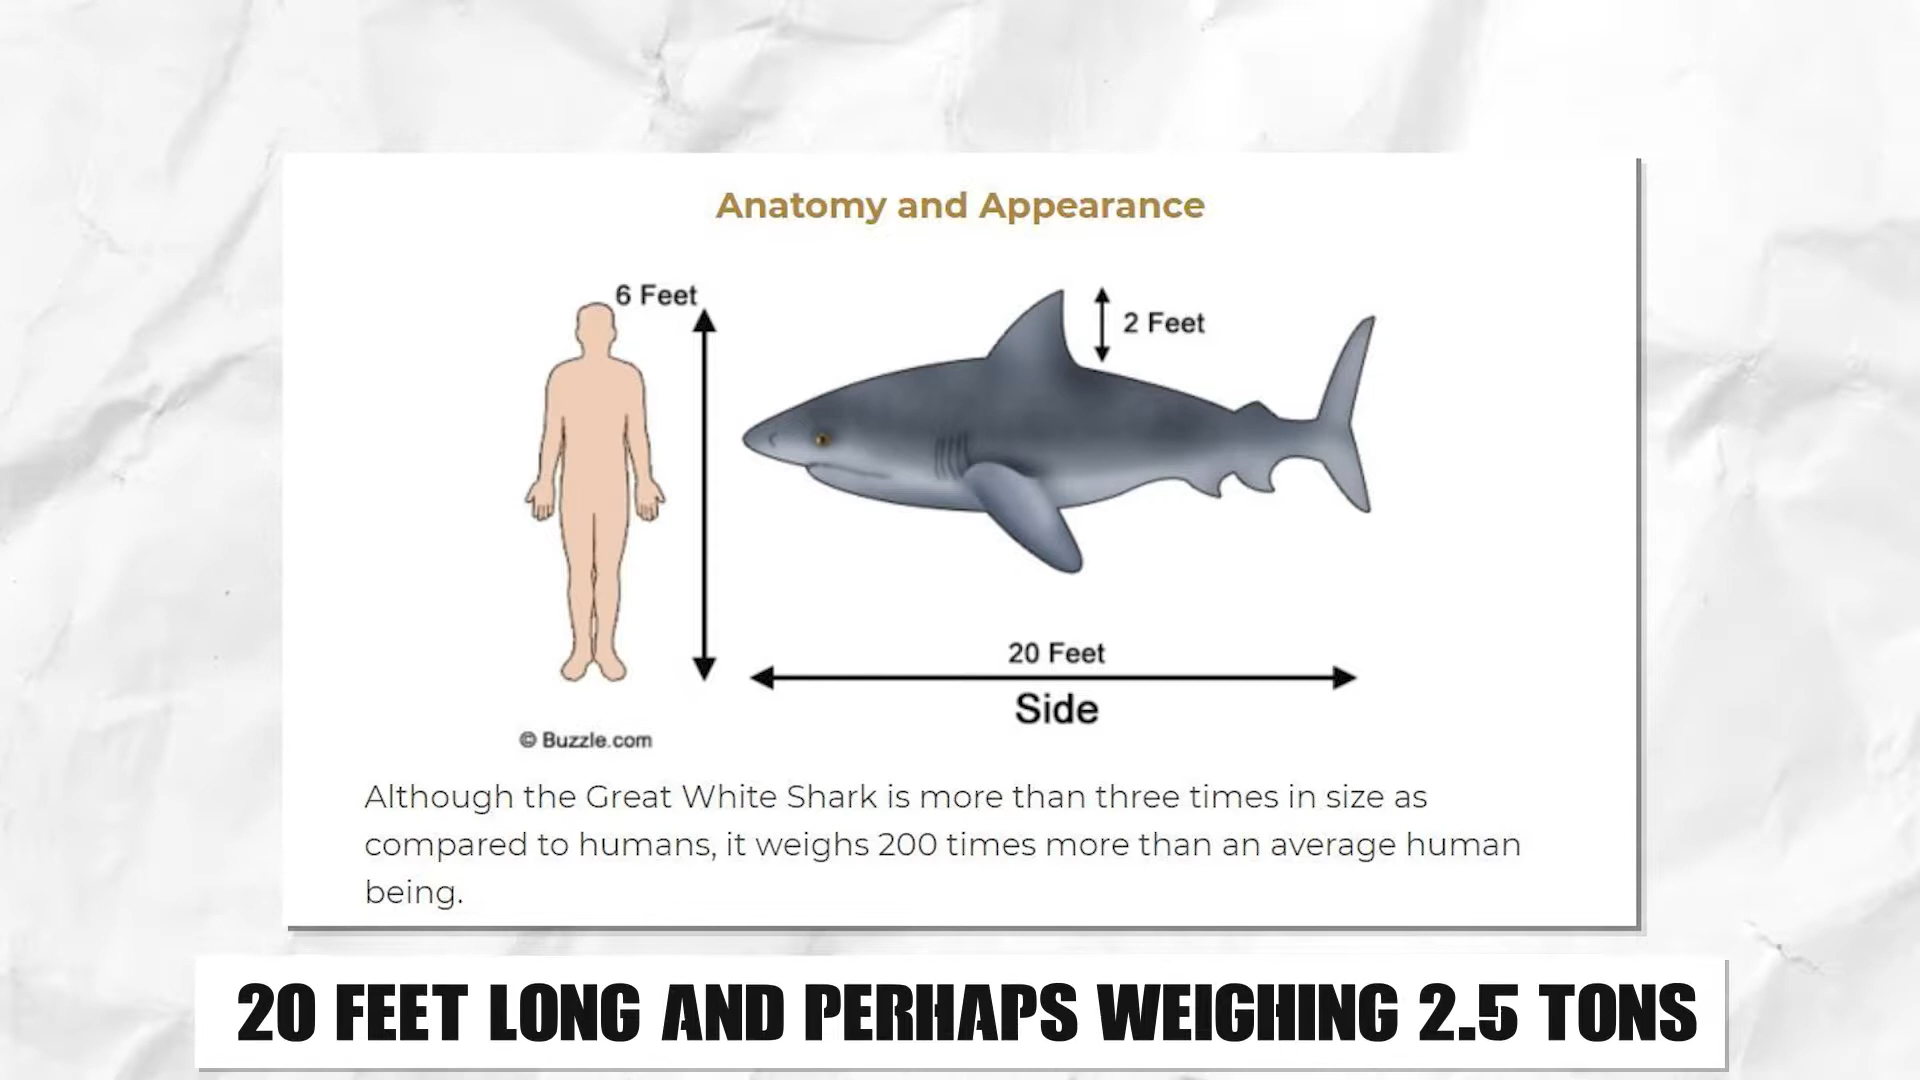 Anatomy and Appearance
6 Feet
2 Feet
20 Feet
Side
© Buzzle.com
Although the Great White Shark is more than three times in size as
compared to humans, it weighs 200 times more than an average human
being.
20 FEET LONG AND PERHAPS WEIGHING 2.5 TONS